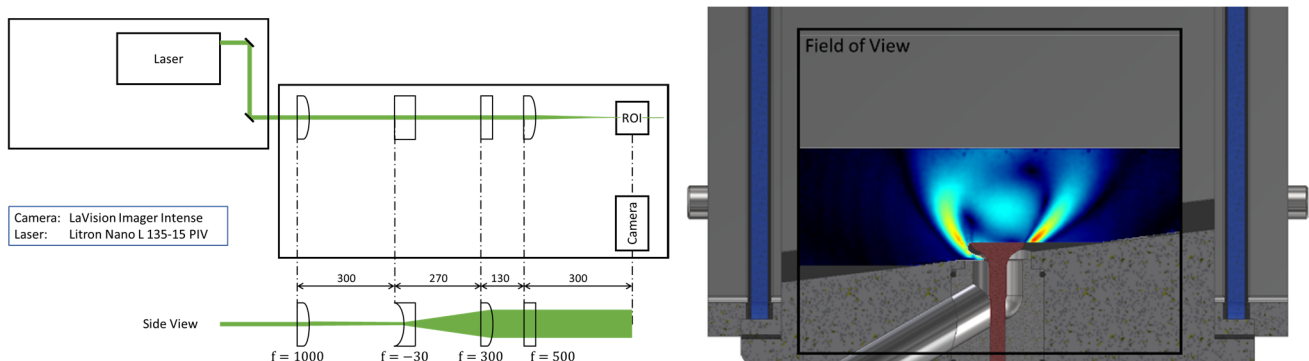 Laser
ROI
Camera
Camera: LaVision Imager Intense
Laser: Litron Nano L 135-15 PIV
300
270
130
300
Side View
f = 1000
f = −30
f = 300
f = 500
Field of View